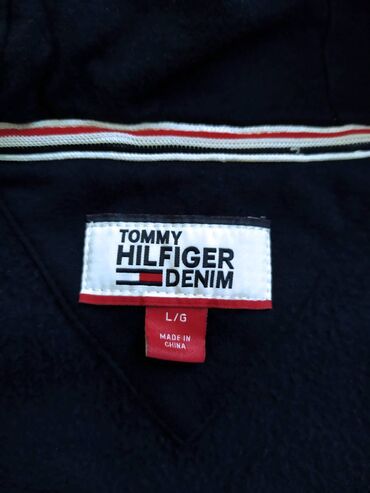 TOMMY
HILFIGER
DENIM
L/G
MADE IN
CHINA